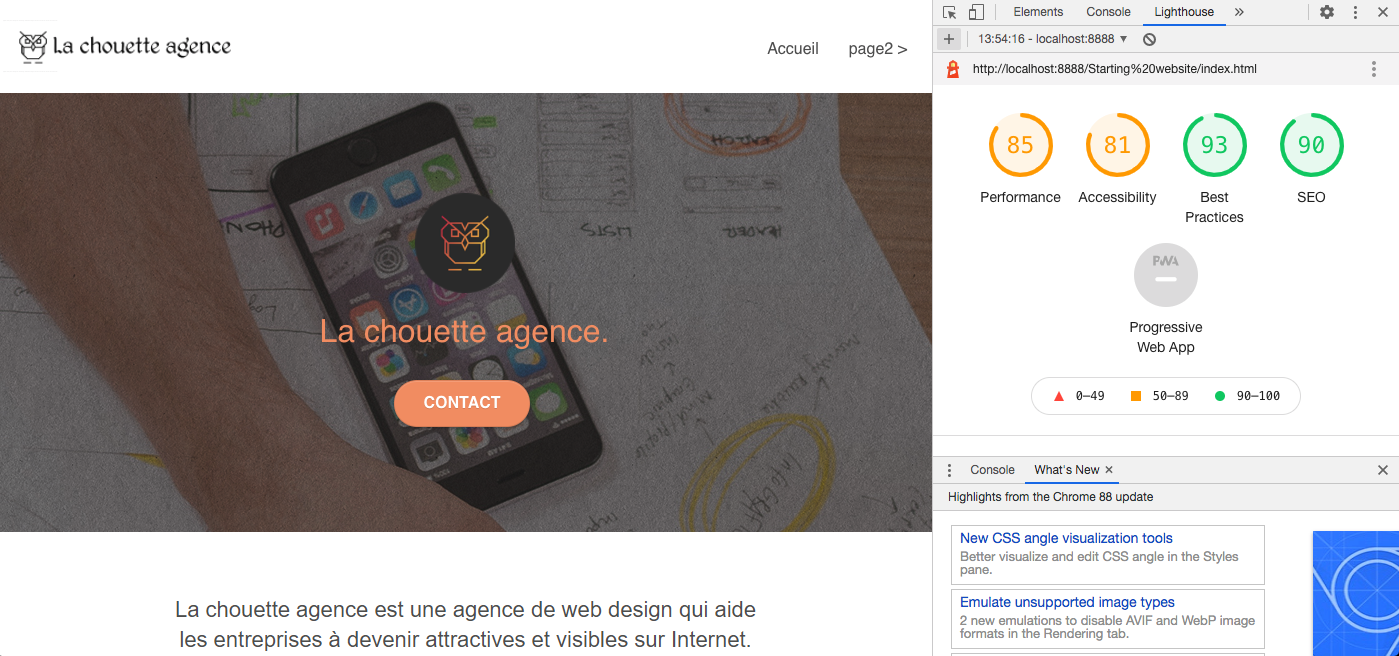 La chouette agence
Accueil
page2 >
SEARCH
LISTS
HEADER
La chouette agence.
CONTACT
La chouette agence est une agence de web design qui aide
les entreprises à devenir attractives et visibles sur Internet.
Elements
Console
Lighthouse
»
13:54:16 - localhost:8888 ▼
http://localhost:8888/Starting%20website/index.html
85
Performance
81
Accessibility
93
Best
Practices
90
SEO
PWA
Progressive
Web App
0–49
50–89
90–100
Console
What's New ×
Highlights from the Chrome 88 update
New CSS angle visualization tools
Better visualize and edit CSS angle in the Styles
pane.
Emulate unsupported image types
2 new emulations to disable AVIF and WebP image
formats in the Rendering tab.